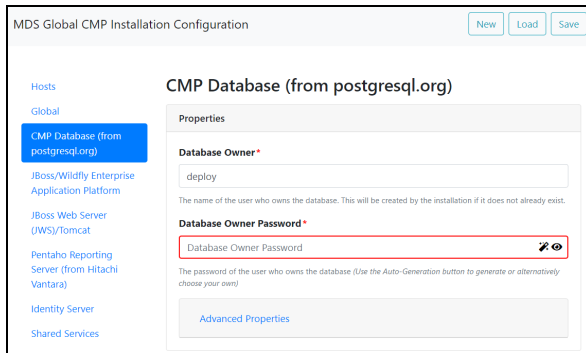 MDS Global CMP Installation Configuration
New
Load
Save
Hosts
Global
CMP Database (from
postgresql.org)
JBoss/Wildfly Enterprise
Application Platform
JBoss Web Server
(JWS)/Tomcat
Pentaho Reporting
Server (from Hitachi
Vantara)
Identity Server
Shared Services
CMP Database (from postgresql.org)
Properties
Database Owner*
deploy
The name of the user who owns the database. This will be created by the installation if it does not already exist.
Database Owner Password*
Database Owner Password
The password of the user who owns the database (Use the Auto-Generation button to generate or alternatively
choose your own)
Advanced Properties